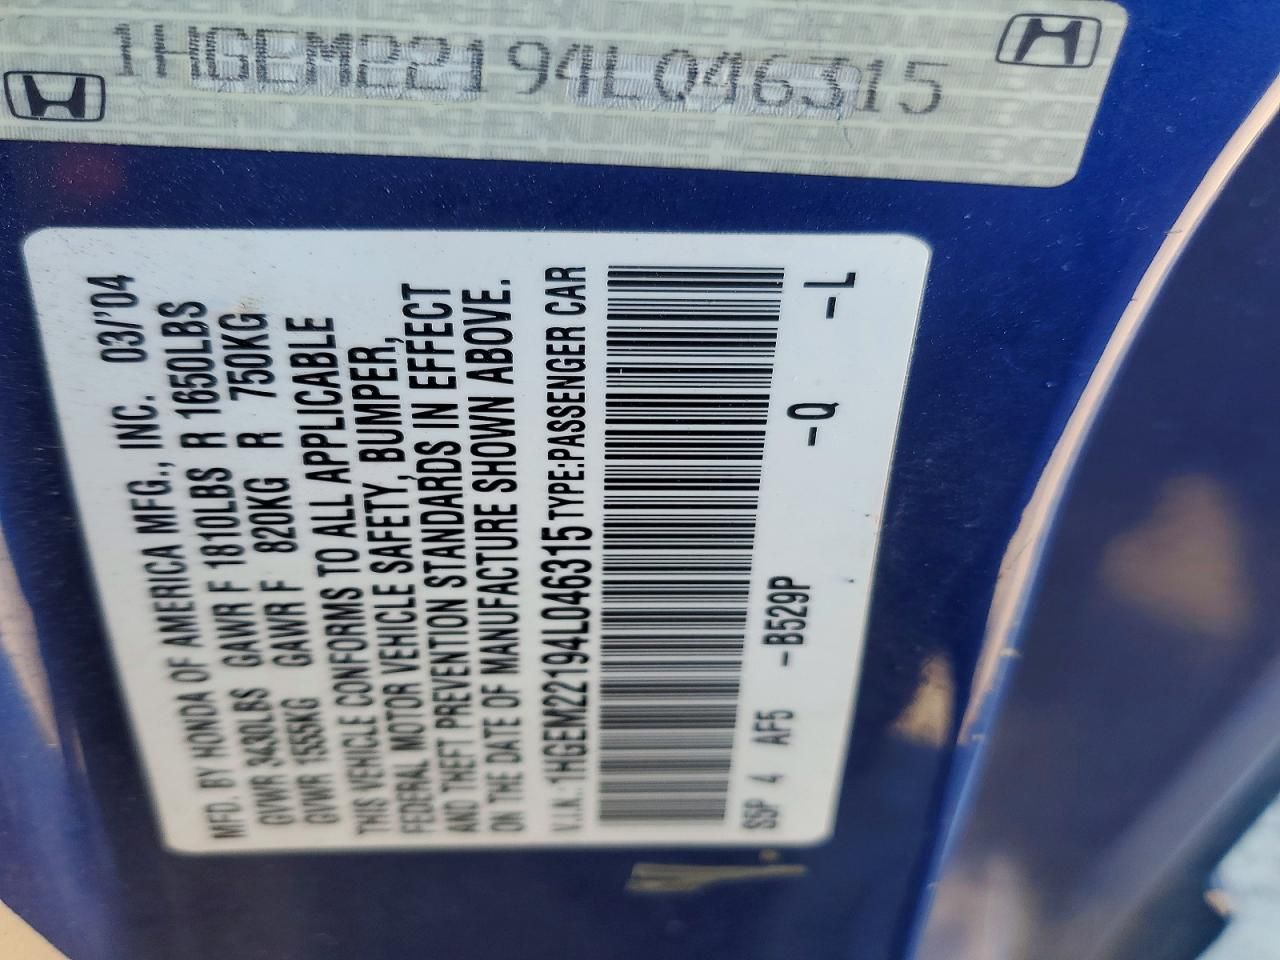 1HGEM22194L046315
MFD. BY HONDA OF AMERICA MFG., INC. 03/'04
GVWR 3430LBS GAWR F 1810LBS R 1650LBS
GVWR 1555KG GAWR F 820KG R 750KG
THIS VEHICLE CONFORMS TO ALL APPLICABLE
FEDERAL MOTOR VEHICLE SAFETY, BUMPER,
AND THEFT PREVENTION STANDARDS IN EFFECT
ON THE DATE OF MANUFACTURE SHOWN ABOVE.
V.I.N.: 1HGEM22194L046315 TYPE:PASSENGER CAR
S5P 4 AF5 -B529P -Q -L